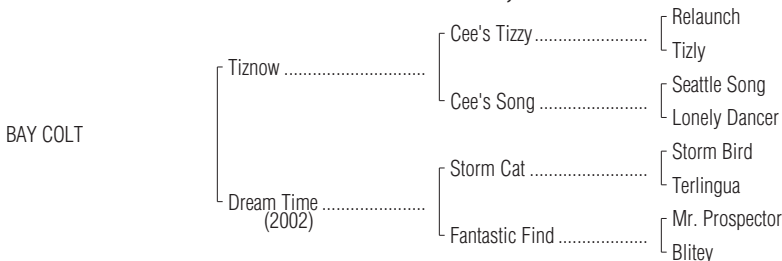 Relaunch
Cee's Tizzy
Tizly
Tiznow
Seattle Song
Cee's Song
Lonely Dancer
BAY COLT
Storm Bird
Storm Cat
Terlingua
Dream Time
(2002)
Mr. Prospector
Fantastic Find
Blitey